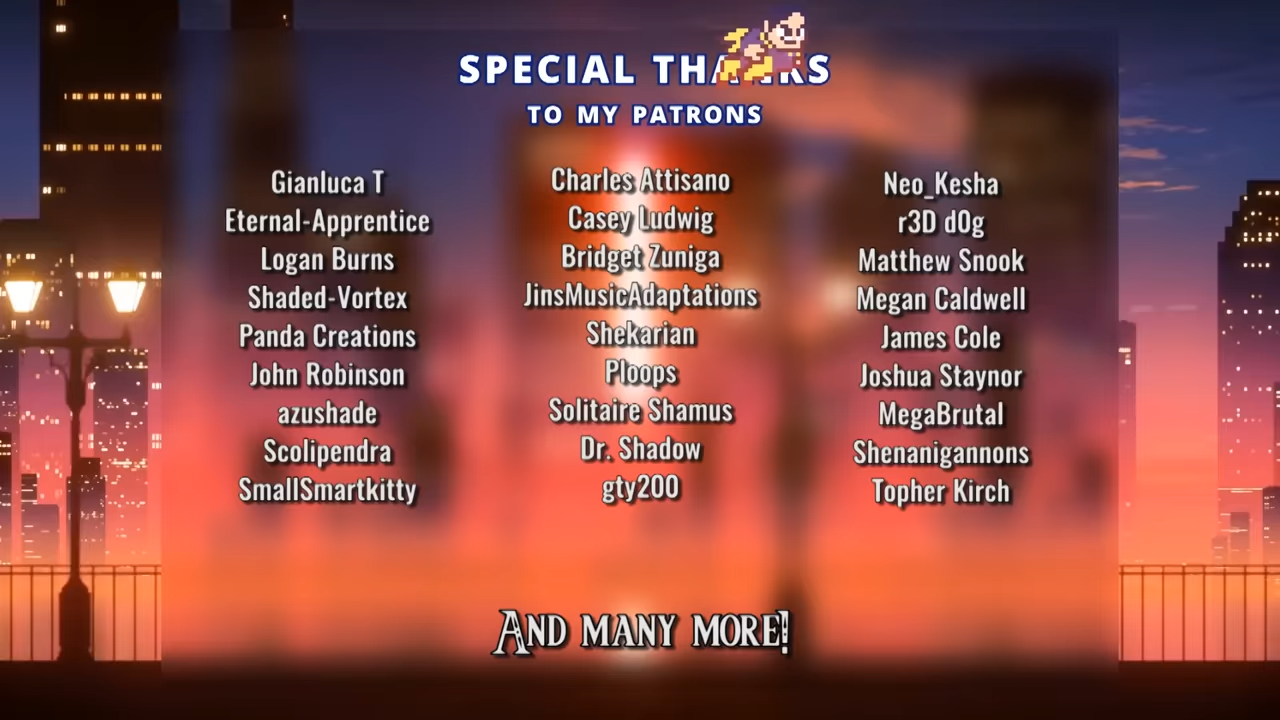 SPECIAL THANKS
TO MY PATRONS
Gianluca T
Eternal-Apprentice
Logan Burns
Shaded-Vortex
Panda Creations
John Robinson
azushade
Scolipendra
SmallSmartkitty
Charles Attisano
Casey Ludwig
Bridget Zuniga
JinsMusicAdaptations
Shekarian
Ploops
Solitaire Shamus
Dr. Shadow
gty200
Neo_Kesha
r3D d0g
Matthew Snook
Megan Caldwell
James Cole
Joshua Staynor
MegaBrutal
Shenanigannons
Topher Kirch
AND MANY MORE!